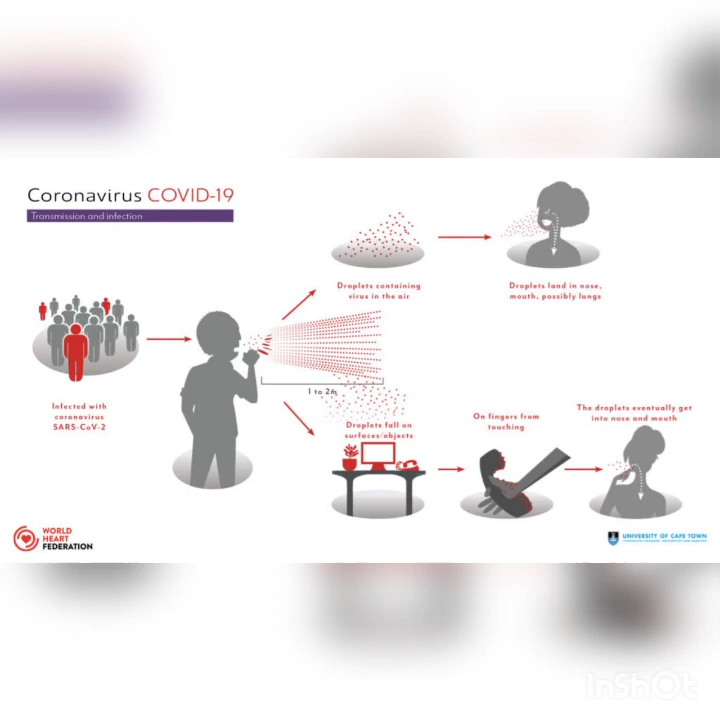 Coronavirus COVID-19
Transmission and infection
Droplets containing
virus in the air
Droplets land in nose,
mouth, possibly lungs
1 to 2m
Infected with
coronavirus
SARS-CoV-2
Droplets fall on
surfaces/objects
On fingers from
touching
The droplets eventually get
into nose and mouth
WORLD
HEART
FEDERATION
UNIVERSITY OF CAPE TOWN
InShOt